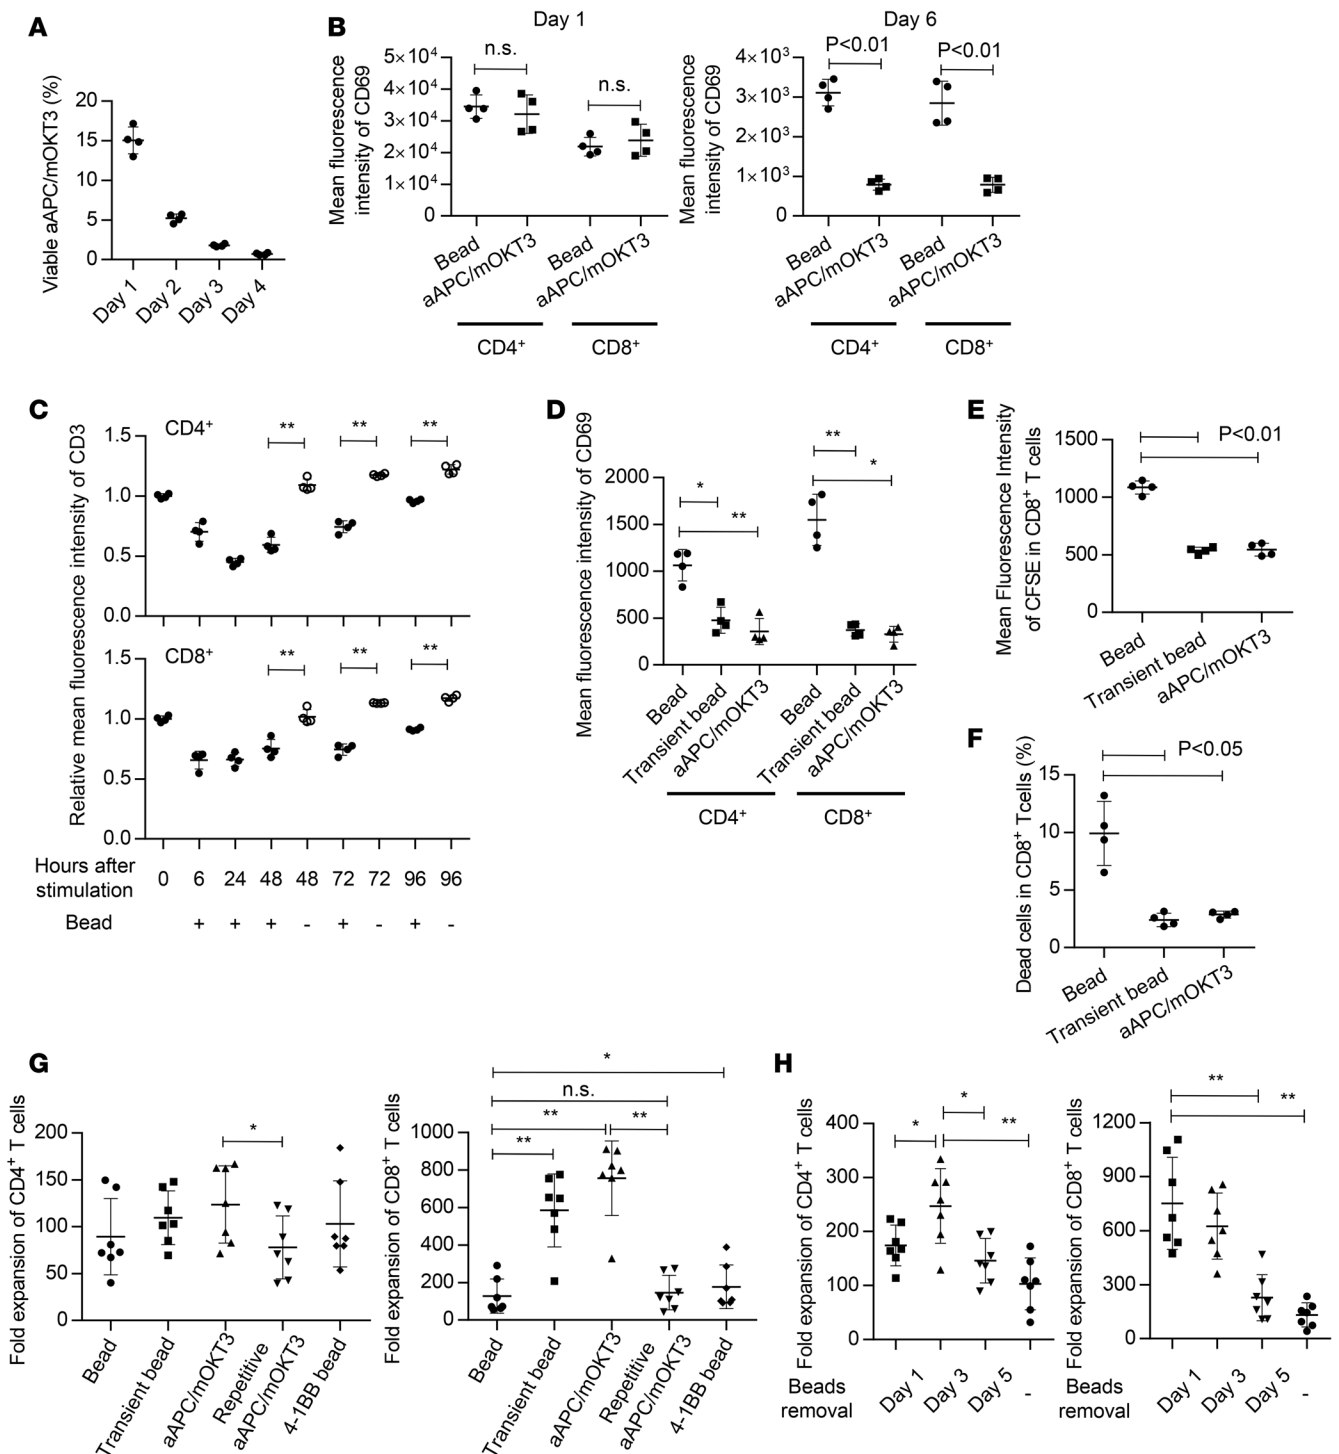 A
Viable aAPC/mOKT3 (%)
20
15
10
5
0
Day 1
Day 2
Day 3
Day 4
B
Day 1
Mean fluorescence
intensity of CD69
5×10⁴
4×10⁴
3×10⁴
2×10⁴
1×10⁴
0
n.s.
n.s.
Bead
aAPC/mOKT3
Bead
aAPC/mOKT3
CD4⁺
CD8⁺
Day 6
Mean fluorescence
intensity of CD69
4×10³
3×10³
2×10³
1×10³
0
P<0.01
P<0.01
Bead
aAPC/mOKT3
Bead
aAPC/mOKT3
CD4⁺
CD8⁺
C
Relative mean fluorescence intensity of CD3
CD4⁺
1.5
1.0
0.5
0.0
**
**
**
CD8⁺
1.5
1.0
0.5
0.0
**
**
**
Hours after
stimulation
0 6 24 48 48 72 72 96 96
Bead + + + - + - + -
D
Mean fluorescence intensity of CD69
2000
1500
1000
500
0
*
**
**
*
Bead
Transient bead
aAPC/mOKT3
Bead
Transient bead
aAPC/mOKT3
CD4⁺
CD8⁺
E
Mean Fluorescence Intensity
of CFSE in CD8⁺ T cells
1500
1000
500
0
P<0.01
Bead
Transient bead
aAPC/mOKT3
F
Dead cells in CD8⁺ Tcells (%)
15
10
5
0
P<0.05
Bead
Transient bead
aAPC/mOKT3
G
Fold expansion of CD4⁺ T cells
200
150
100
50
0
*
Bead
Transient bead
aAPC/mOKT3
Repetitive
aAPC/mOKT3
4-1BB bead
Fold expansion of CD8⁺ T cells
1000
800
600
400
200
0
*
n.s.
**
**
**
Bead
Transient bead
aAPC/mOKT3
Repetitive
aAPC/mOKT3
4-1BB bead
H
Fold expansion of CD4⁺ T cells
400
300
200
100
0
*
*
**
Beads
removal
Day 1
Day 3
Day 5
-
Fold expansion of CD8⁺ T cells
1200
900
600
300
0
**
**
Beads
removal
Day 1
Day 3
Day 5
-